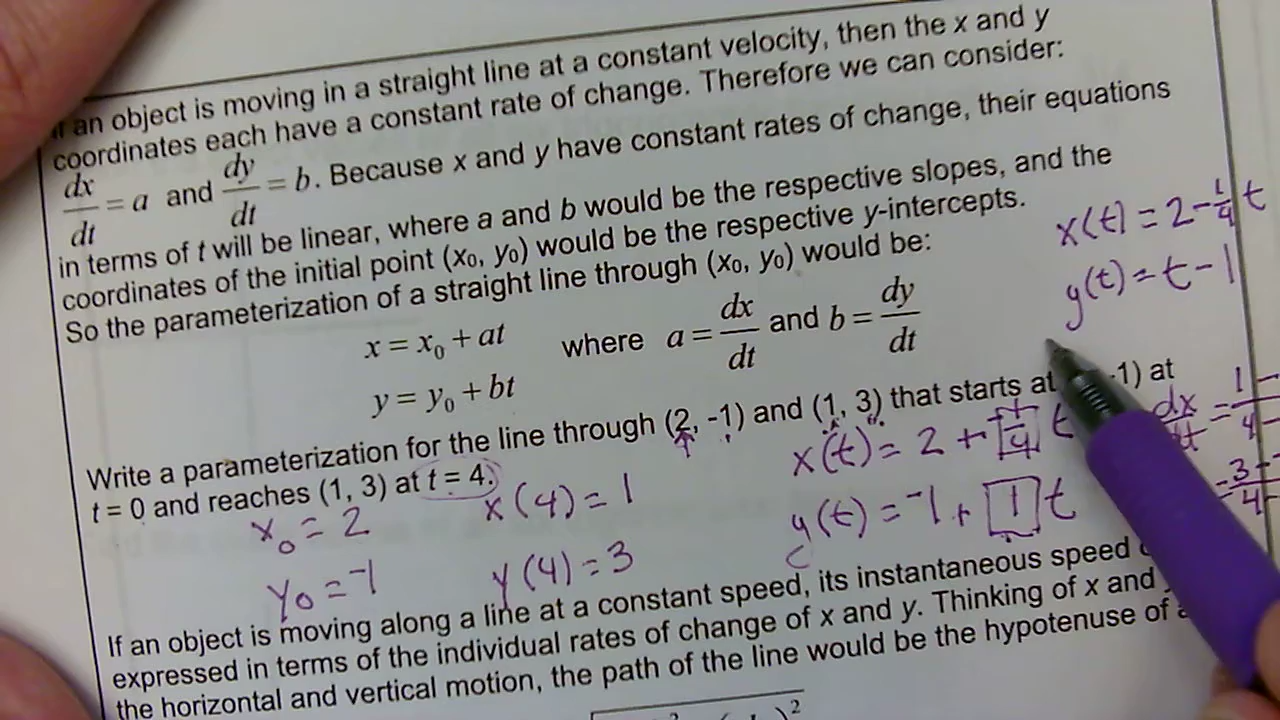 an object is moving in a straight line at a constant velocity, then the x and y
coordinates each have a constant rate of change. Therefore we can consider:
dx/dt = a and dy/dt = b. Because x and y have constant rates of change, their equations
in terms of t will be linear, where a and b would be the respective slopes, and the
coordinates of the initial point (x₀, y₀) would be the respective y-intercepts.
So the parameterization of a straight line through (x₀, y₀) would be:
x(t) = 2 - 1/4 t
y(t) = t - 1
x = x₀ + at where a = dx/dt and b = dy/dt
y = y₀ + bt
Write a parameterization for the line through (2, -1) and (1, 3) that starts at -1) at
t = 0 and reaches (1, 3) at t = 4.
x₀ = 2
y₀ = -1
x(4) = 1
y(4) = 3
x(t) = 2 + -1/4 t
y(t) = -1 + 1 t
dx/dt = 1 -
4 -
= 3 -
4
If an object is moving along a line at a constant speed, its instantaneous speed
expressed in terms of the individual rates of change of x and y. Thinking of x and
the horizontal and vertical motion, the path of the line would be the hypotenuse of